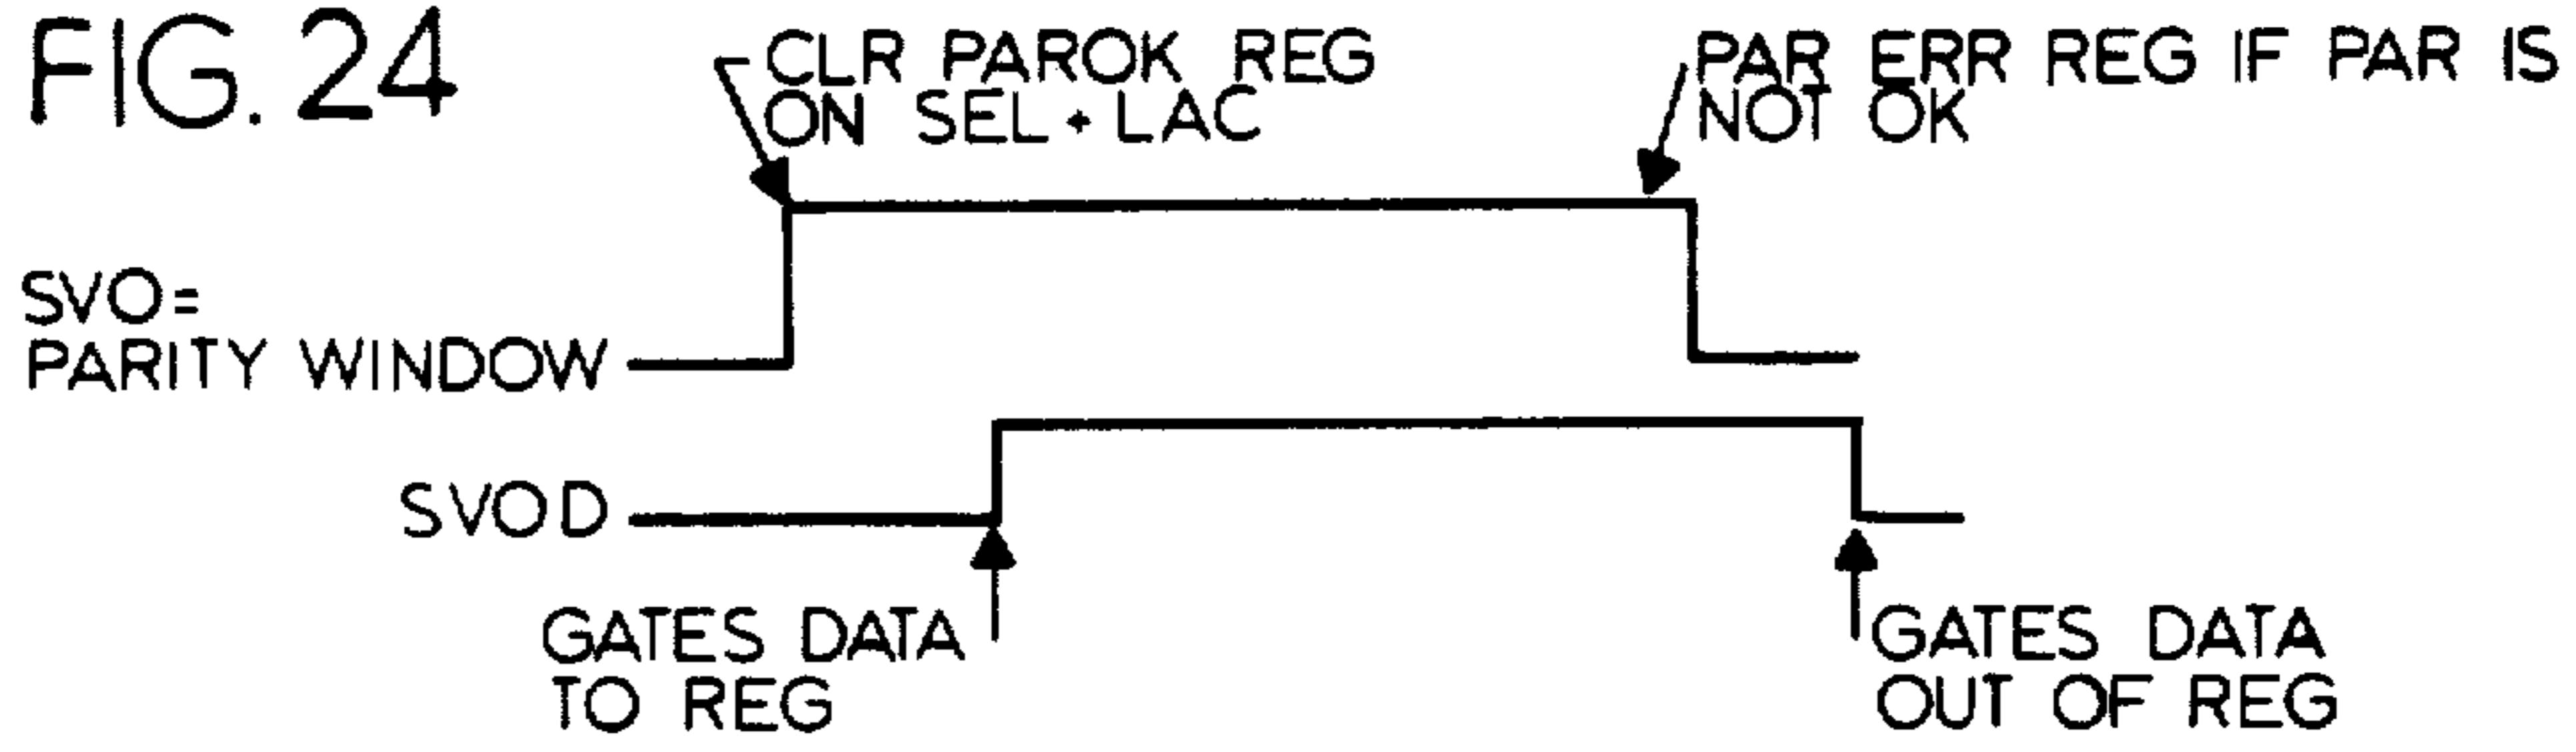 FIG. 24
CLR PAROK REG
ON SEL + LAC
PAR ERR REG IF PAR IS
NOT OK
SVO=
PARITY WINDOW
SVOD
GATES DATA
TO REG
GATES DATA
OUT OF REG